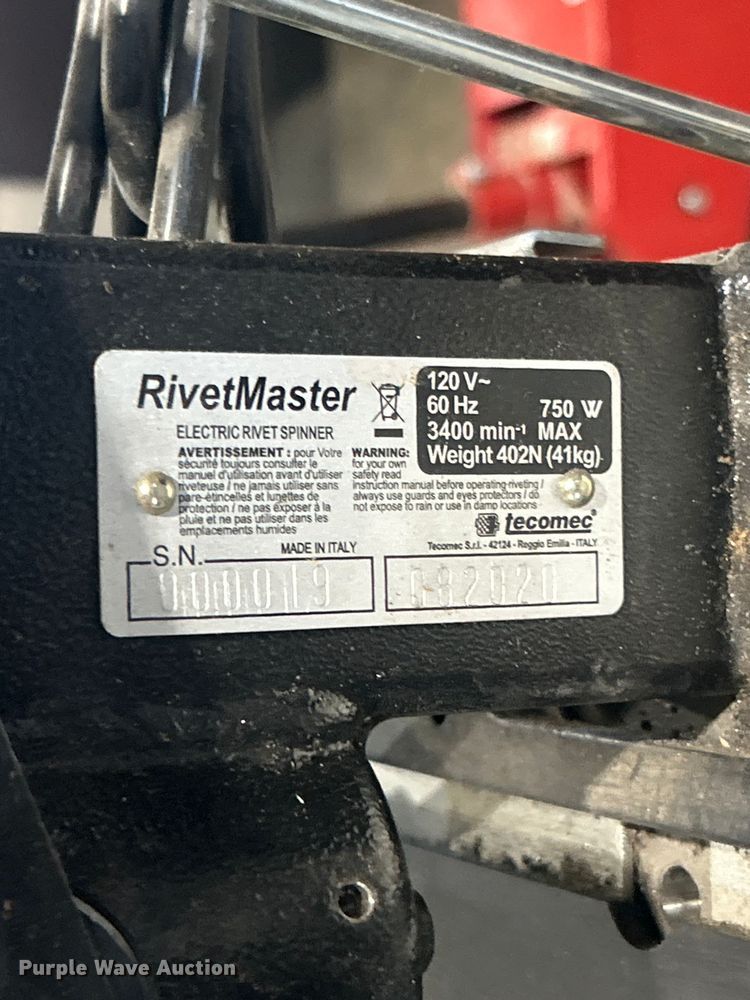 RivetMaster
ELECTRIC RIVET SPINNER
120 V~
60 Hz 750 W
3400 min-¹ MAX
Weight 402N (41kg)
AVERTISSEMENT : pour Votre
sécurité toujours consulter le
manuel d'utilisation avant d'utiliser
riveteuse / ne jamais utiliser sans
pare-étincelles et lunettes de
protection / ne pas éxposer à la
pluie et ne pas utiliser dans les
emplacements humides
WARNING:
for your own
safety read
instruction manual before operating riveting /
always use guards and eyes protectors / do
not expose to rain or use in damp locations
tecomec®
Tecomec S.r.l. - 42124 - Reggio Emilia - ITALY
S.N. MADE IN ITALY
000019 082020
Purple Wave Auction